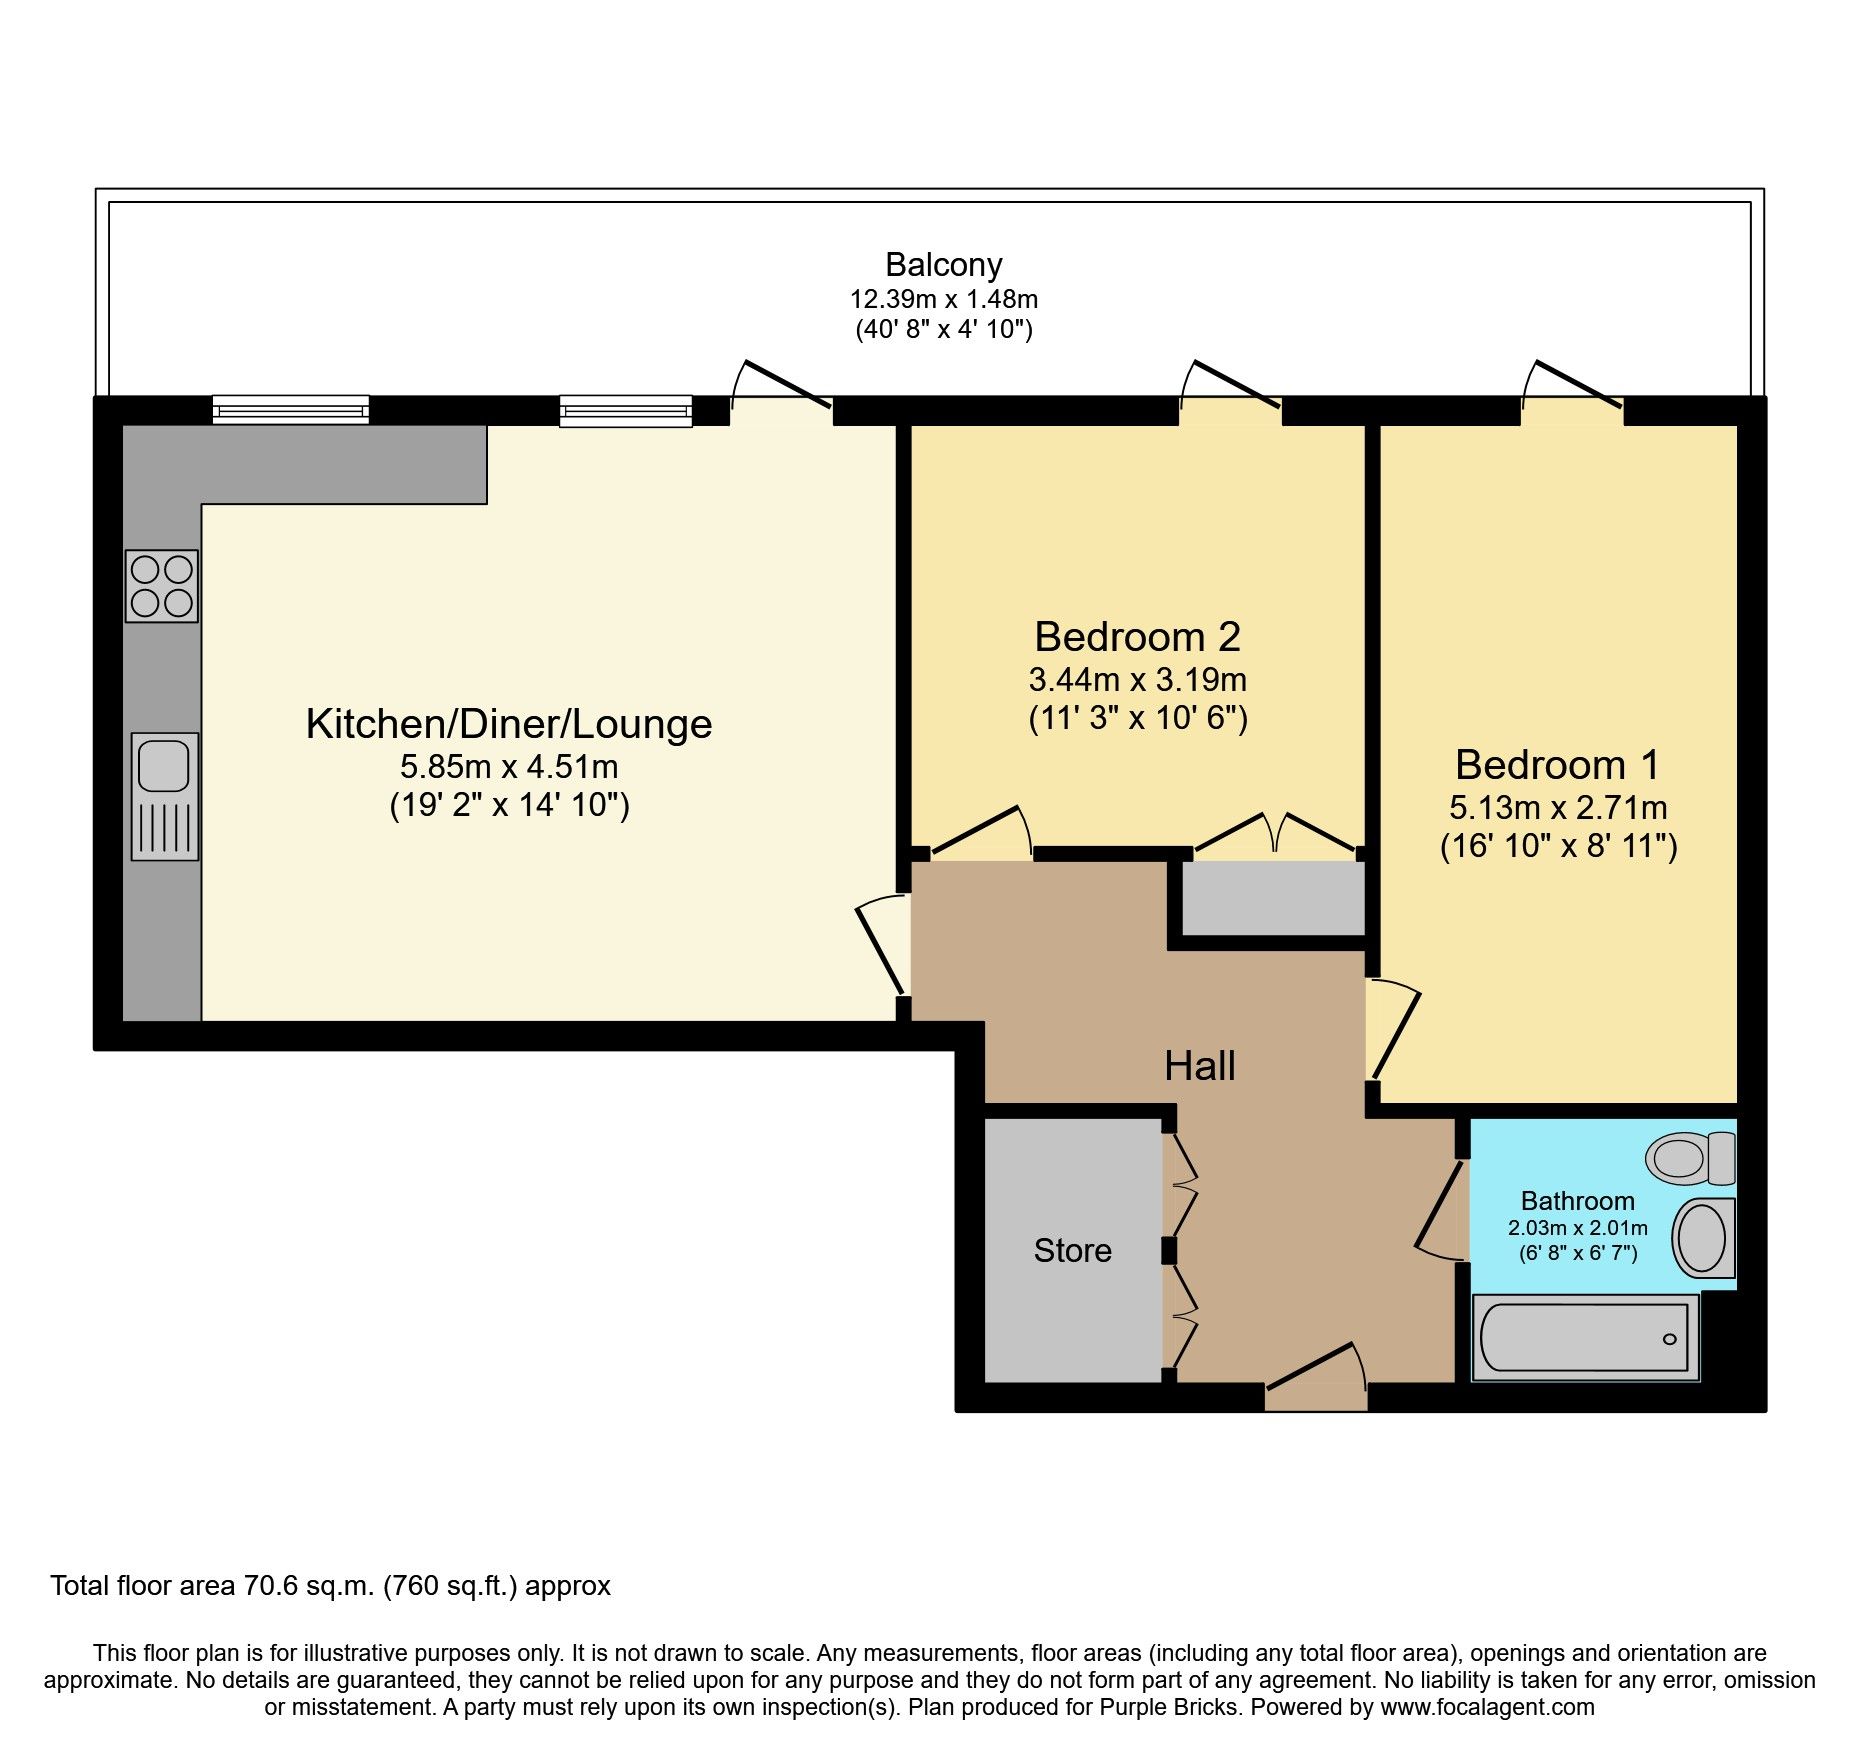 Balcony
12.39m x 1.48m
(40' 8" x 4' 10")
Bedroom 2
3.44m x 3.19m
(11' 3" x 10' 6")
Kitchen/Diner/Lounge
5.85m x 4.51m
(19' 2" x 14' 10")
Bedroom 1
5.13m x 2.71m
(16' 10" x 8' 11")
Hall
Bathroom
2.03m x 2.01m
(6' 8" x 6' 7")
Store
Total floor area 70.6 sq.m. (760 sq.ft.) approx
This floor plan is for illustrative purposes only. It is not drawn to scale. Any measurements, floor areas (including any total floor area), openings and orientation are
approximate. No details are guaranteed, they cannot be relied upon for any purpose and they do not form part of any agreement. No liability is taken for any error, omission
or misstatement. A party must rely upon its own inspection(s). Plan produced for Purple Bricks. Powered by www.focalagent.com